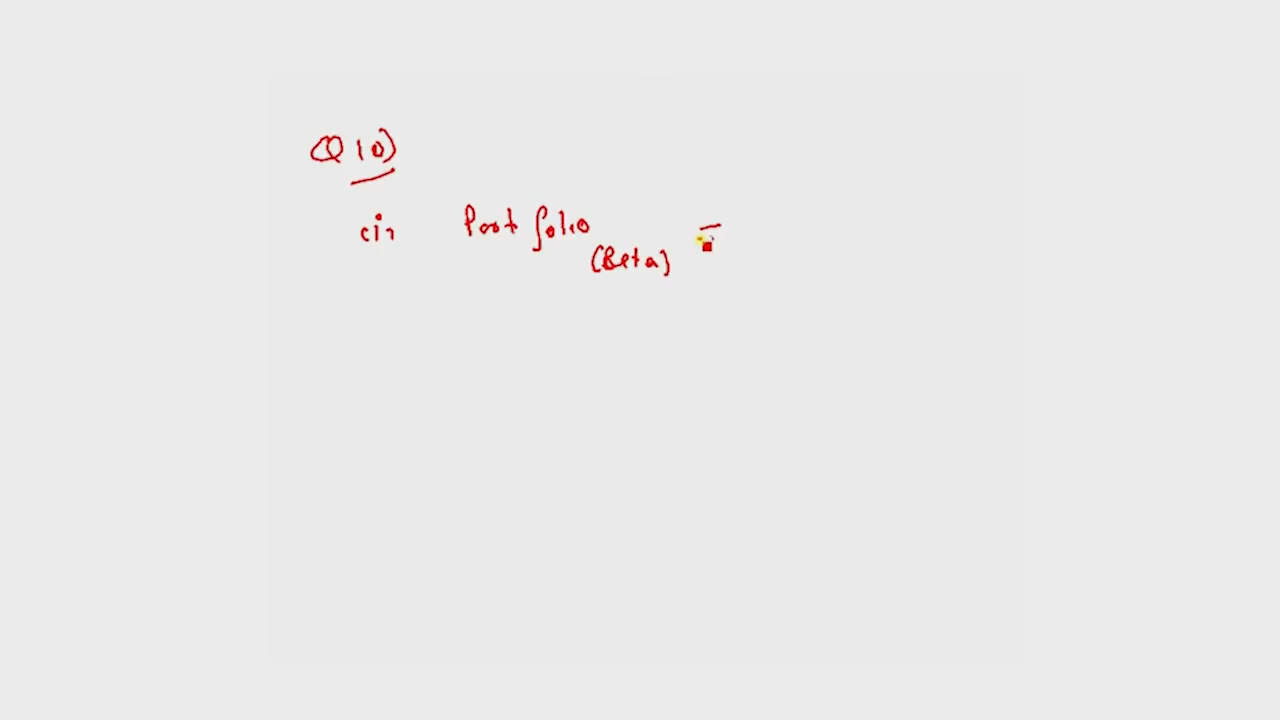 Q 10)
(i) Portfolio (Beta) =